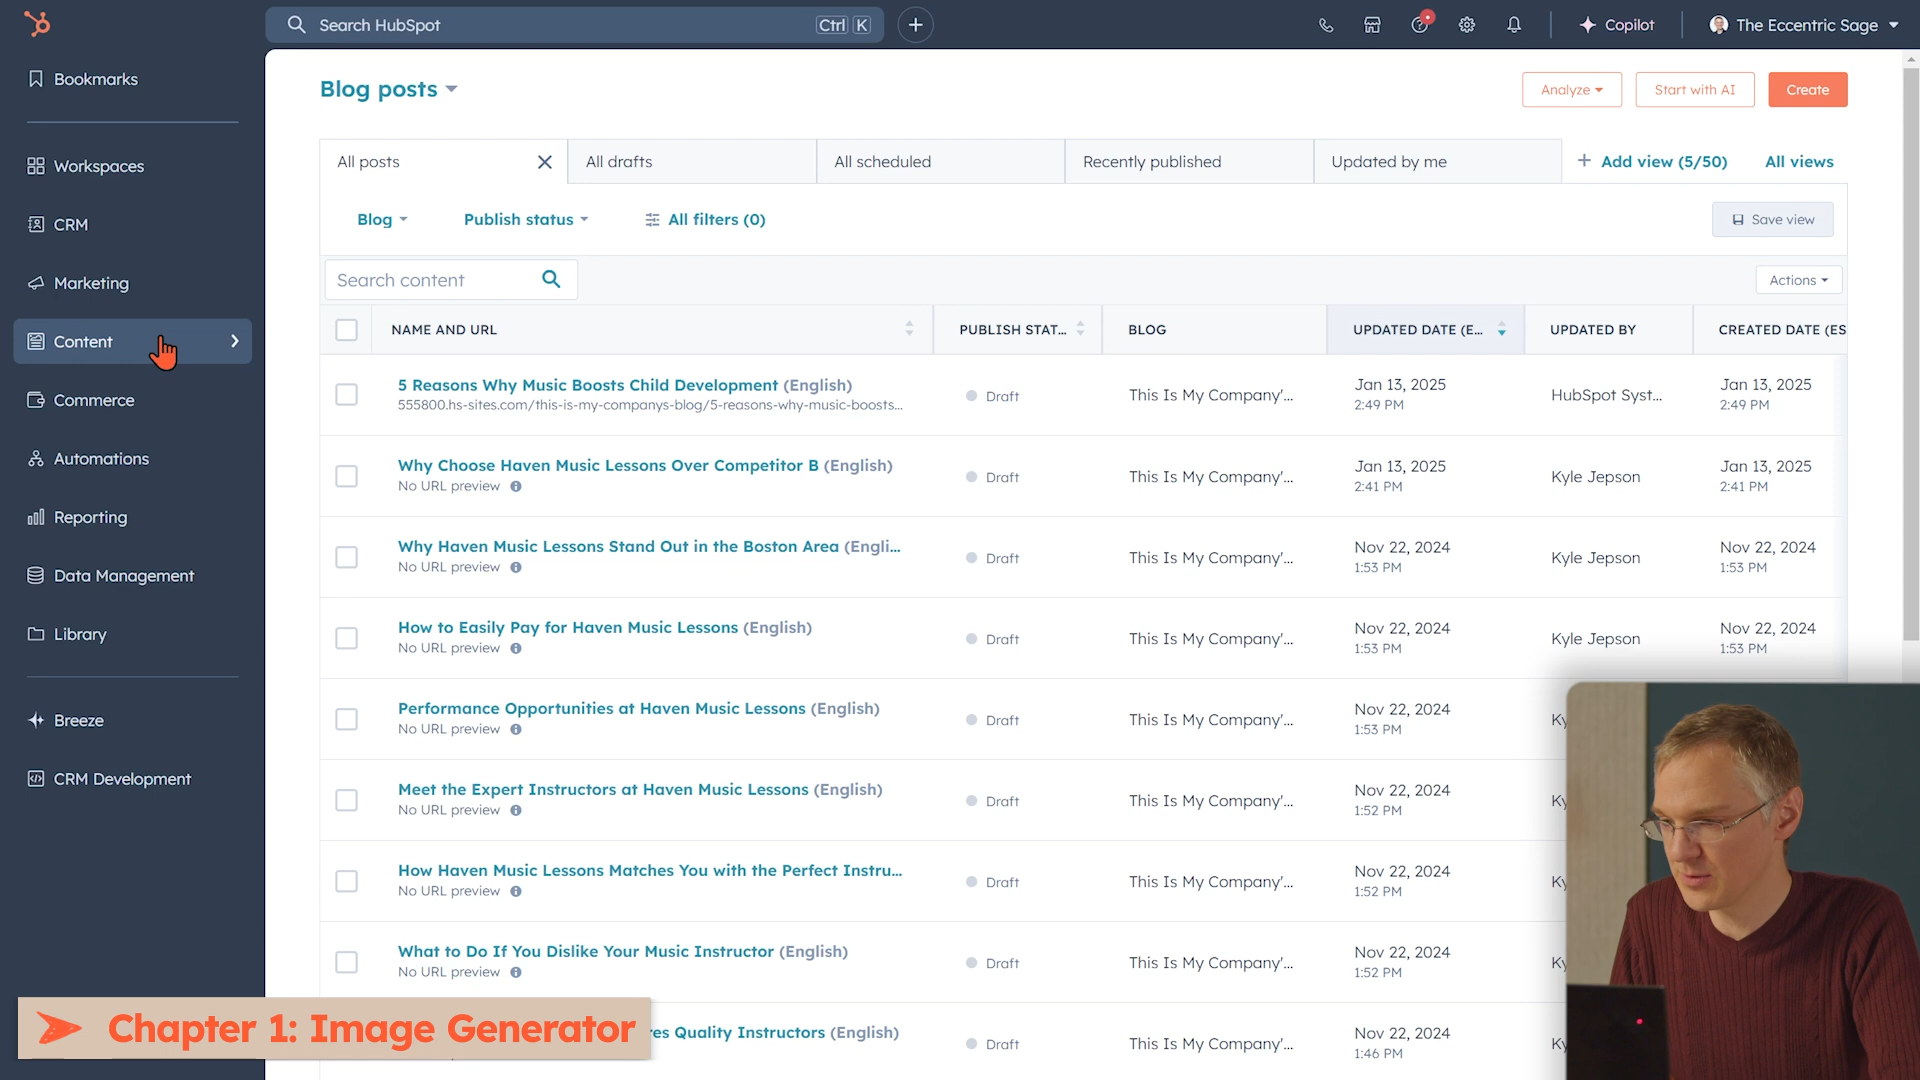 Search HubSpot
Ctrl K
Copilot
The Eccentric Sage
Bookmarks
Workspaces
CRM
Marketing
Content
Commerce
Automations
Reporting
Data Management
Library
Breeze
CRM Development
Blog posts
Analyze
Start with AI
Create
All posts
All drafts
All scheduled
Recently published
Updated by me
Add view (5/50)
All views
Blog
Publish status
All filters (0)
Save view
Search content
Actions
NAME AND URL
PUBLISH STAT...
BLOG
UPDATED DATE (E...
UPDATED BY
CREATED DATE (ES
5 Reasons Why Music Boosts Child Development (English)
555800.hs-sites.com/this-is-my-companys-blog/5-reasons-why-music-boosts...
Draft
This Is My Company'...
Jan 13, 2025
2:49 PM
HubSpot Syst...
Jan 13, 2025
2:49 PM
Why Choose Haven Music Lessons Over Competitor B (English)
No URL preview
Draft
This Is My Company'...
Jan 13, 2025
2:41 PM
Kyle Jepson
Jan 13, 2025
2:41 PM
Why Haven Music Lessons Stand Out in the Boston Area (Engli...
No URL preview
Draft
This Is My Company'...
Nov 22, 2024
1:53 PM
Kyle Jepson
Nov 22, 2024
1:53 PM
How to Easily Pay for Haven Music Lessons (English)
No URL preview
Draft
This Is My Company'...
Nov 22, 2024
1:53 PM
Kyle Jepson
Nov 22, 2024
1:53 PM
Performance Opportunities at Haven Music Lessons (English)
No URL preview
Draft
This Is My Company'...
Nov 22, 2024
1:53 PM
Ky
Meet the Expert Instructors at Haven Music Lessons (English)
No URL preview
Draft
This Is My Company'...
Nov 22, 2024
1:52 PM
Ky
How Haven Music Lessons Matches You with the Perfect Instru...
No URL preview
Draft
This Is My Company'...
Nov 22, 2024
1:52 PM
Ky
What to Do If You Dislike Your Music Instructor (English)
No URL preview
Draft
This Is My Company'...
Nov 22, 2024
1:52 PM
Ky
res Quality Instructors (English)
Draft
This Is My Company'...
Nov 22, 2024
1:46 PM
Ky
Chapter 1: Image Generator